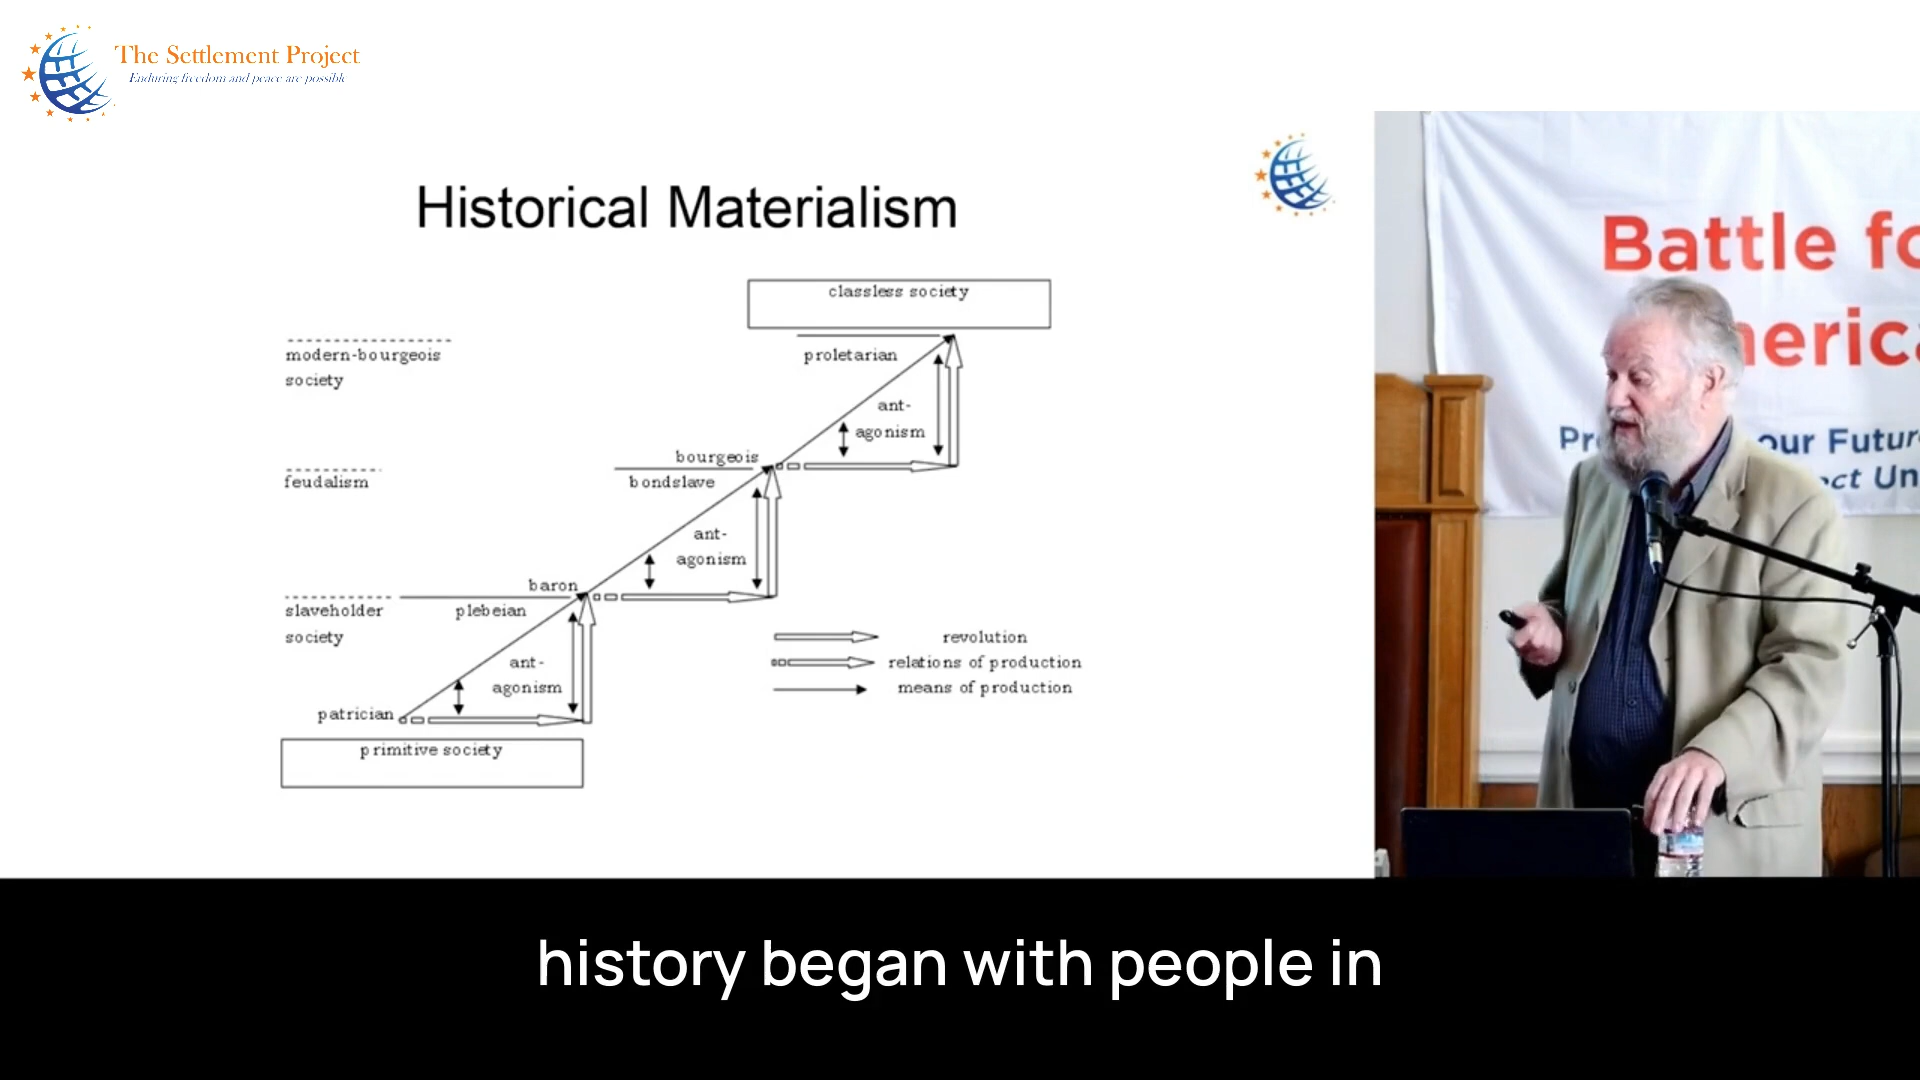 The Settlement Project
Enduring freedom and peace are possible
Historical Materialism
classless society
modern-bourgeois
society
proletarian
ant-
agonism
bourgeois
feudalism
bondslave
ant-
agonism
baron
slaveholder
society
plebeian
ant-
agonism
patrician
primitive society
revolution
relations of production
means of production
Battle fo
meric
Pr
our Futur
ect Un
history began with people in